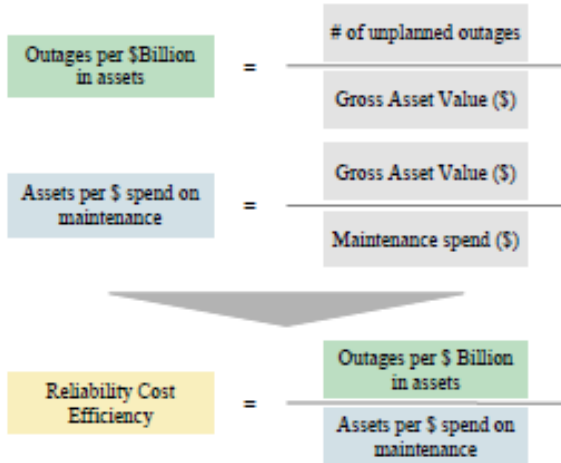 # of unplanned outages
Outages per $Billion
in assets
=
Gross Asset Value ($)
Gross Asset Value ($)
Assets per $ spend on
maintenance
=
Maintenance spend ($)
Outages per $ Billion
in assets
Reliability Cost
Efficiency
=
Assets per $ spend on
maintenance